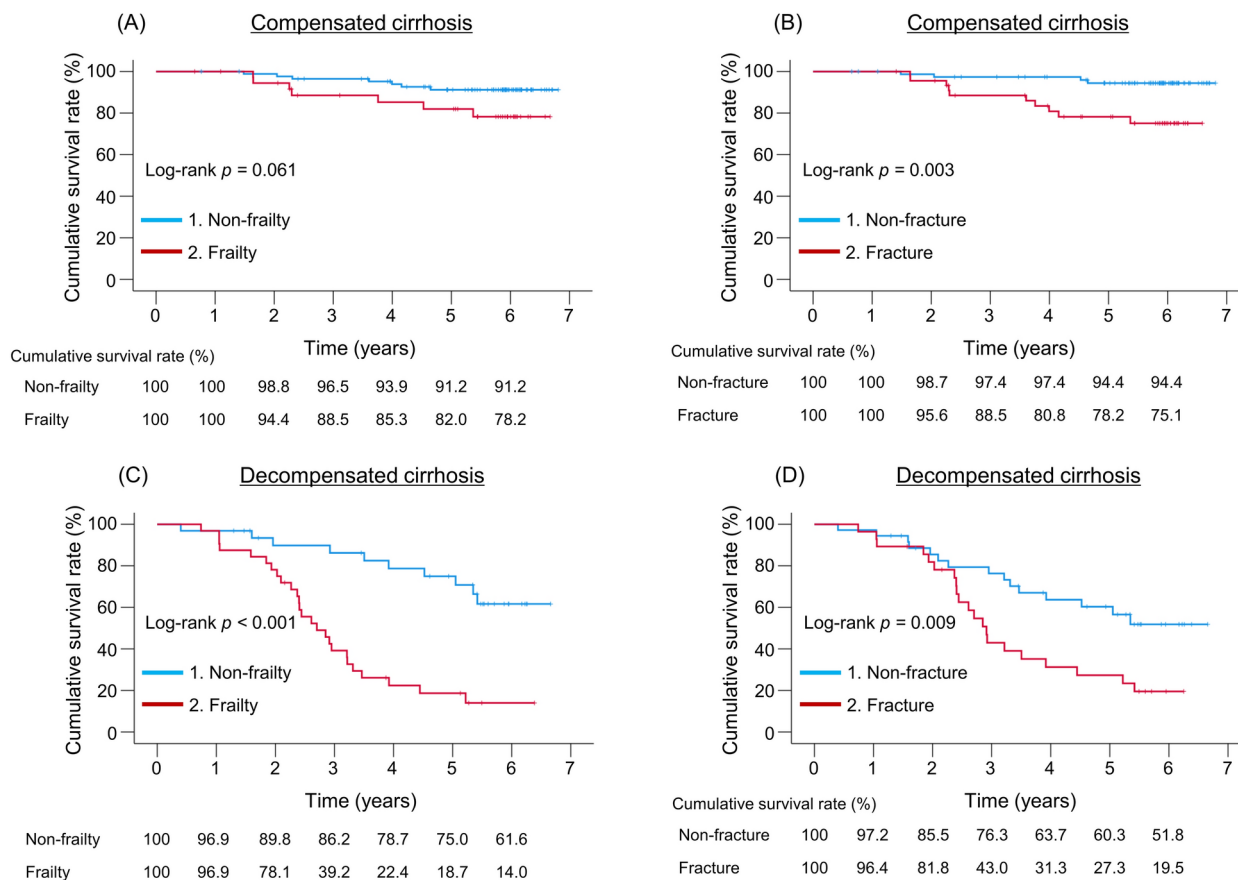 (A) Compensated cirrhosis
Cumulative survival rate (%)
100
80
60
40
20
0
Log-rank p = 0.061
1. Non-frailty
2. Frailty
0 1 2 3 4 5 6 7
Time (years)
Cumulative survival rate (%)
Non-frailty 100 100 98.8 96.5 93.9 91.2 91.2
Frailty 100 100 94.4 88.5 85.3 82.0 78.2
(B) Compensated cirrhosis
Cumulative survival rate (%)
100
80
60
40
20
0
Log-rank p = 0.003
1. Non-fracture
2. Fracture
0 1 2 3 4 5 6 7
Time (years)
Cumulative survival rate (%)
Non-fracture 100 100 98.7 97.4 97.4 94.4 94.4
Fracture 100 100 95.6 88.5 80.8 78.2 75.1
(C) Decompensated cirrhosis
Cumulative survival rate (%)
100
80
60
40
20
0
Log-rank p < 0.001
1. Non-frailty
2. Frailty
0 1 2 3 4 5 6 7
Time (years)
Non-frailty 100 96.9 89.8 86.2 78.7 75.0 61.6
Frailty 100 96.9 78.1 39.2 22.4 18.7 14.0
(D) Decompensated cirrhosis
Cumulative survival rate (%)
100
80
60
40
20
0
Log-rank p = 0.009
1. Non-fracture
2. Fracture
0 1 2 3 4 5 6 7
Time (years)
Cumulative survival rate (%)
Non-fracture 100 97.2 85.5 76.3 63.7 60.3 51.8
Fracture 100 96.4 81.8 43.0 31.3 27.3 19.5